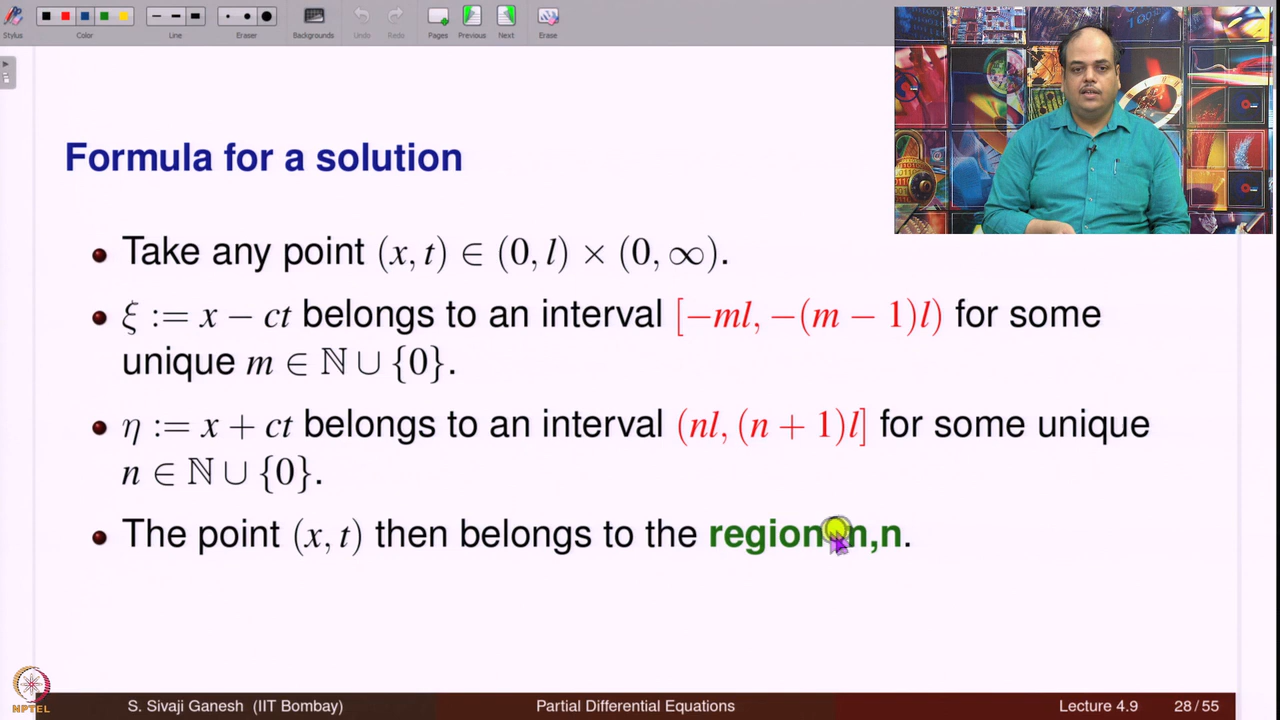 Stylus Color Line Eraser Backgrounds Undo Redo Pages Previous Next Erase
Formula for a solution
Take any point (x, t) ∈ (0, l) × (0, ∞).
ξ := x − ct belongs to an interval [−ml, −(m − 1)l) for some
unique m ∈ ℕ ∪ {0}.
η := x + ct belongs to an interval (nl, (n + 1)l] for some unique
n ∈ ℕ ∪ {0}.
The point (x, t) then belongs to the region m,n.
NPTEL
S. Sivaji Ganesh (IIT Bombay) Partial Differential Equations Lecture 4.9 28 / 55